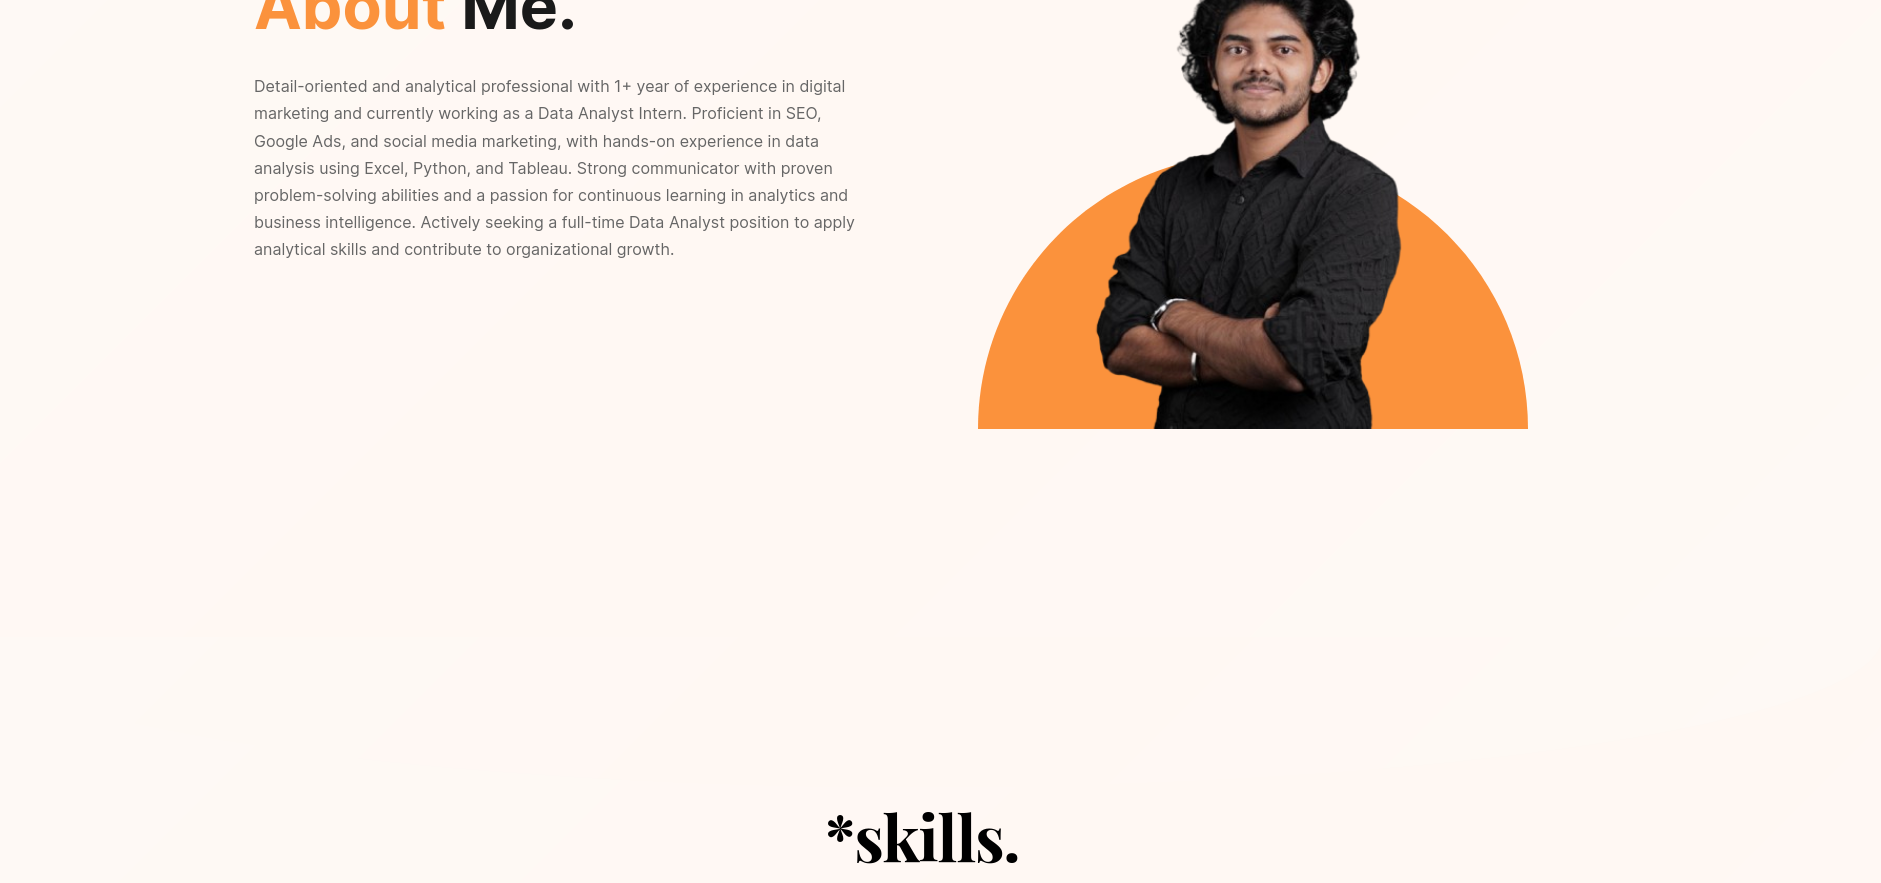 About Me.
Detail-oriented and analytical professional with 1+ year of experience in digital
marketing and currently working as a Data Analyst Intern. Proficient in SEO,
Google Ads, and social media marketing, with hands-on experience in data
analysis using Excel, Python, and Tableau. Strong communicator with proven
problem-solving abilities and a passion for continuous learning in analytics and
business intelligence. Actively seeking a full-time Data Analyst position to apply
analytical skills and contribute to organizational growth.
*skills.